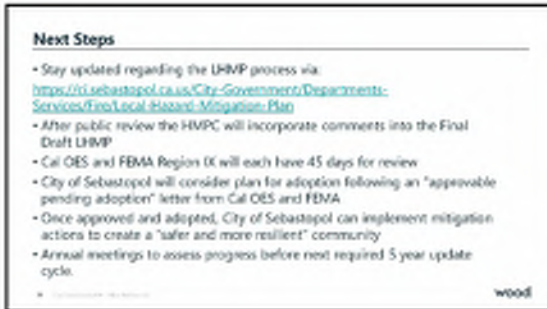 Next Steps
• Stay updated regarding the LHMP process via:
https://ci.sebastopol.ca.us/City-Government/Departments-
Services/Fire/Local-Hazard-Mitigation-Plan
• After public review the HMPC will incorporate comments into the Final
Draft LHMP
• Cal OES and FEMA Region IX will each have 45 days for review
• City of Sebastopol will consider plan for adoption following an "approvable
pending adoption" letter from Cal OES and FEMA
• Once approved and adopted, City of Sebastopol can implement mitigation
actions to create a "safer and more resilient" community
• Annual meetings to assess progress before next required 5 year update
cycle.
wood.